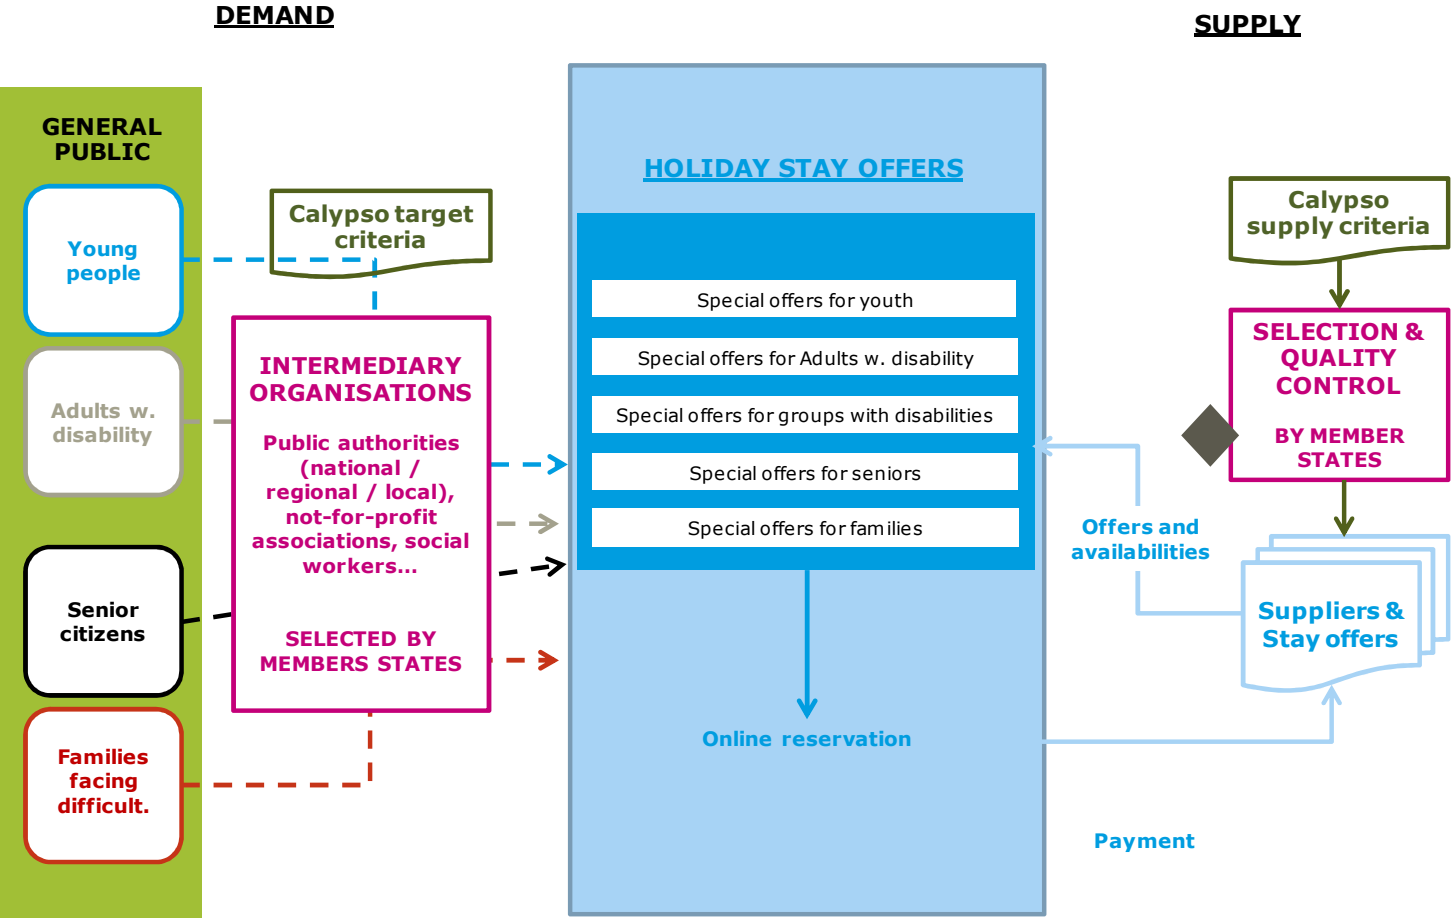 DEMAND
SUPPLY
GENERAL
PUBLIC
Young
people
Adults w.
disability
Senior
citizens
Families
facing
difficult.
Calypso target
criteria
INTERMEDIARY
ORGANISATIONS
Public authorities
(national /
regional / local),
not-for-profit
associations, social
workers...
SELECTED BY
MEMBERS STATES
HOLIDAY STAY OFFERS
Special offers for youth
Special offers for Adults w. disability
Special offers for groups with disabilities
Special offers for seniors
Special offers for families
Online reservation
Calypso
supply criteria
SELECTION &
QUALITY
CONTROL
BY MEMBER
STATES
Offers and
availabilities
Suppliers &
Stay offers
Payment